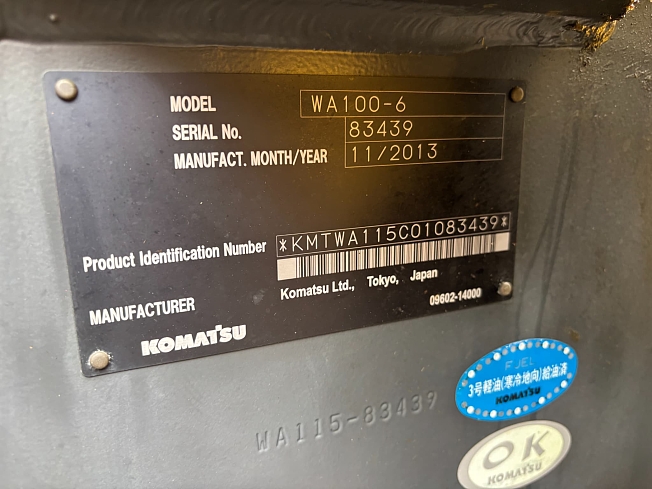 MODEL WA100-6
SERIAL No. 83439
MANUFACT. MONTH/YEAR 11/2013
Product Identification Number *KMTWA115C01083439*
MANUFACTURER Komatsu Ltd., Tokyo, Japan
09602-14000
KOMATSU
FUEL
3号軽油(寒冷地向)給油済
KOMATSU
WA115-83439
OK
KOMATSU